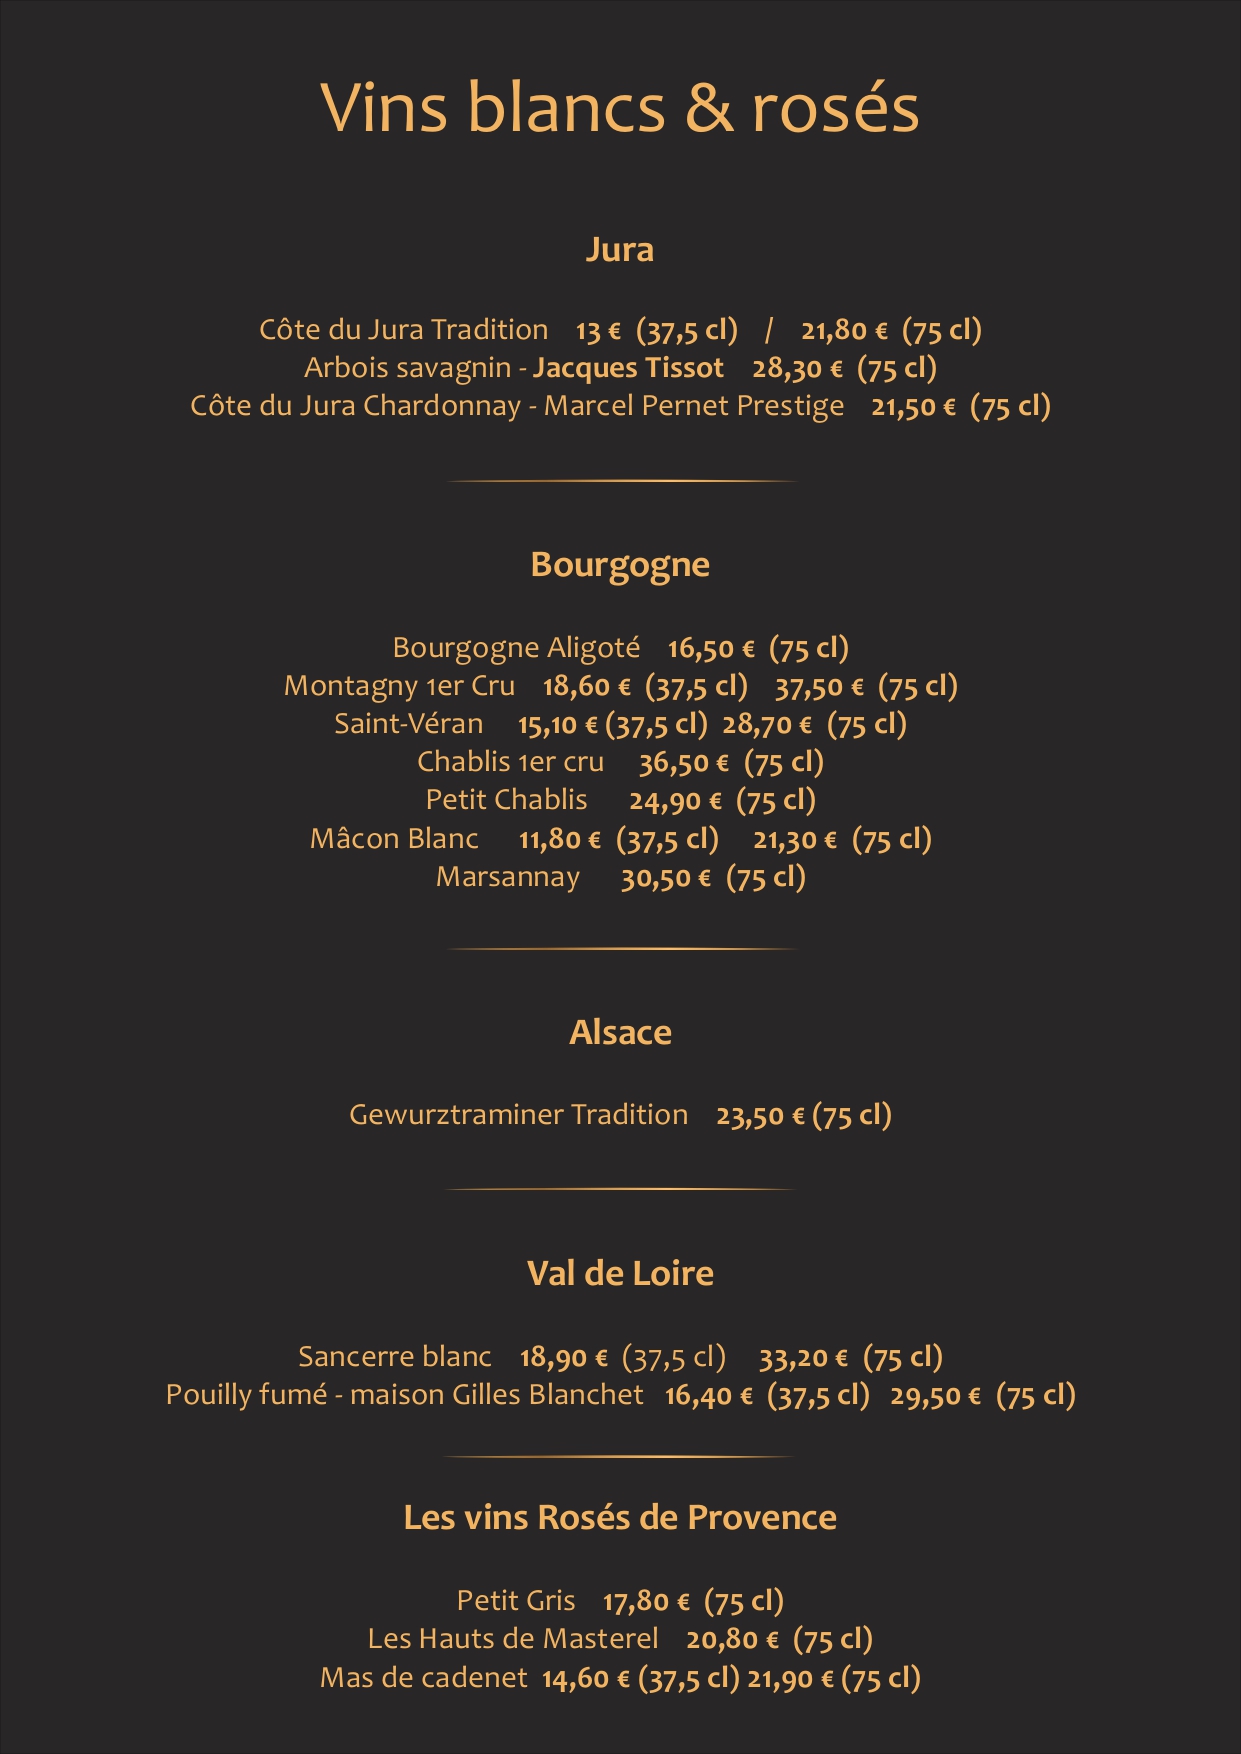 Vins blancs & rosés
Jura
Côte du Jura Tradition 13 € (37,5 cl) / 21,80 € (75 cl)
Arbois savagnin - Jacques Tissot 28,30 € (75 cl)
Côte du Jura Chardonnay - Marcel Pernet Prestige 21,50 € (75 cl)
Bourgogne
Bourgogne Aligoté 16,50 € (75 cl)
Montagny 1er Cru 18,60 € (37,5 cl) 37,50 € (75 cl)
Saint-Véran 15,10 € (37,5 cl) 28,70 € (75 cl)
Chablis 1er cru 36,50 € (75 cl)
Petit Chablis 24,90 € (75 cl)
Mâcon Blanc 11,80 € (37,5 cl) 21,30 € (75 cl)
Marsannay 30,50 € (75 cl)
Alsace
Gewurztraminer Tradition 23,50 € (75 cl)
Val de Loire
Sancerre blanc 18,90 € (37,5 cl) 33,20 € (75 cl)
Pouilly fumé - maison Gilles Blanchet 16,40 € (37,5 cl) 29,50 € (75 cl)
Les vins Rosés de Provence
Petit Gris 17,80 € (75 cl)
Les Hauts de Masterel 20,80 € (75 cl)
Mas de cadenet 14,60 € (37,5 cl) 21,90 € (75 cl)